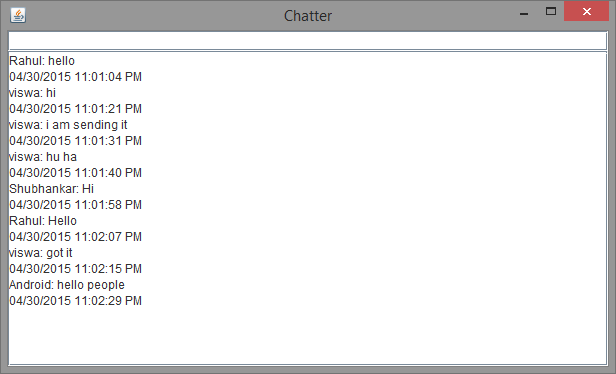 Chatter
Rahul: hello
04/30/2015 11:01:04 PM
viswa: hi
04/30/2015 11:01:21 PM
viswa: i am sending it
04/30/2015 11:01:31 PM
viswa: hu ha
04/30/2015 11:01:40 PM
Shubhankar: Hi
04/30/2015 11:01:58 PM
Rahul: Hello
04/30/2015 11:02:07 PM
viswa: got it
04/30/2015 11:02:15 PM
Android: hello people
04/30/2015 11:02:29 PM